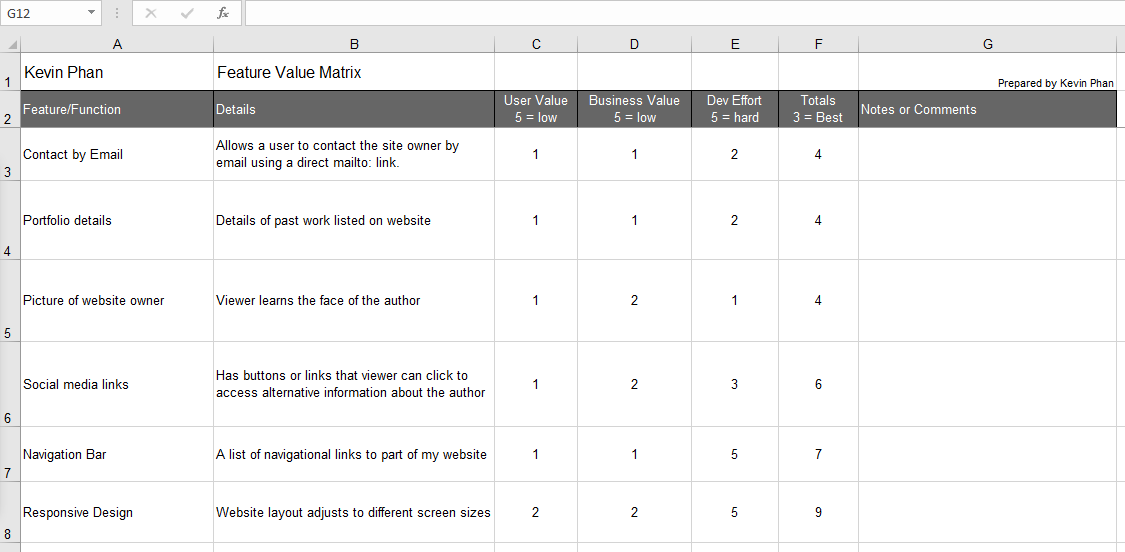 G12 fx
A B C D E F G
1 Kevin Phan Feature Value Matrix Prepared by Kevin Phan
2 Feature/Function Details User Value Business Value Dev Effort Totals Notes or Comments
5 = low 5 = low 5 = hard 3 = Best
3 Contact by Email Allows a user to contact the site owner by
email using a direct mailto: link. 1 1 2 4
4 Portfolio details Details of past work listed on website 1 1 2 4
5 Picture of website owner Viewer learns the face of the author 1 2 1 4
6 Social media links Has buttons or links that viewer can click to
access alternative information about the author 1 2 3 6
7 Navigation Bar A list of navigational links to part of my website 1 1 5 7
8 Responsive Design Website layout adjusts to different screen sizes 2 2 5 9